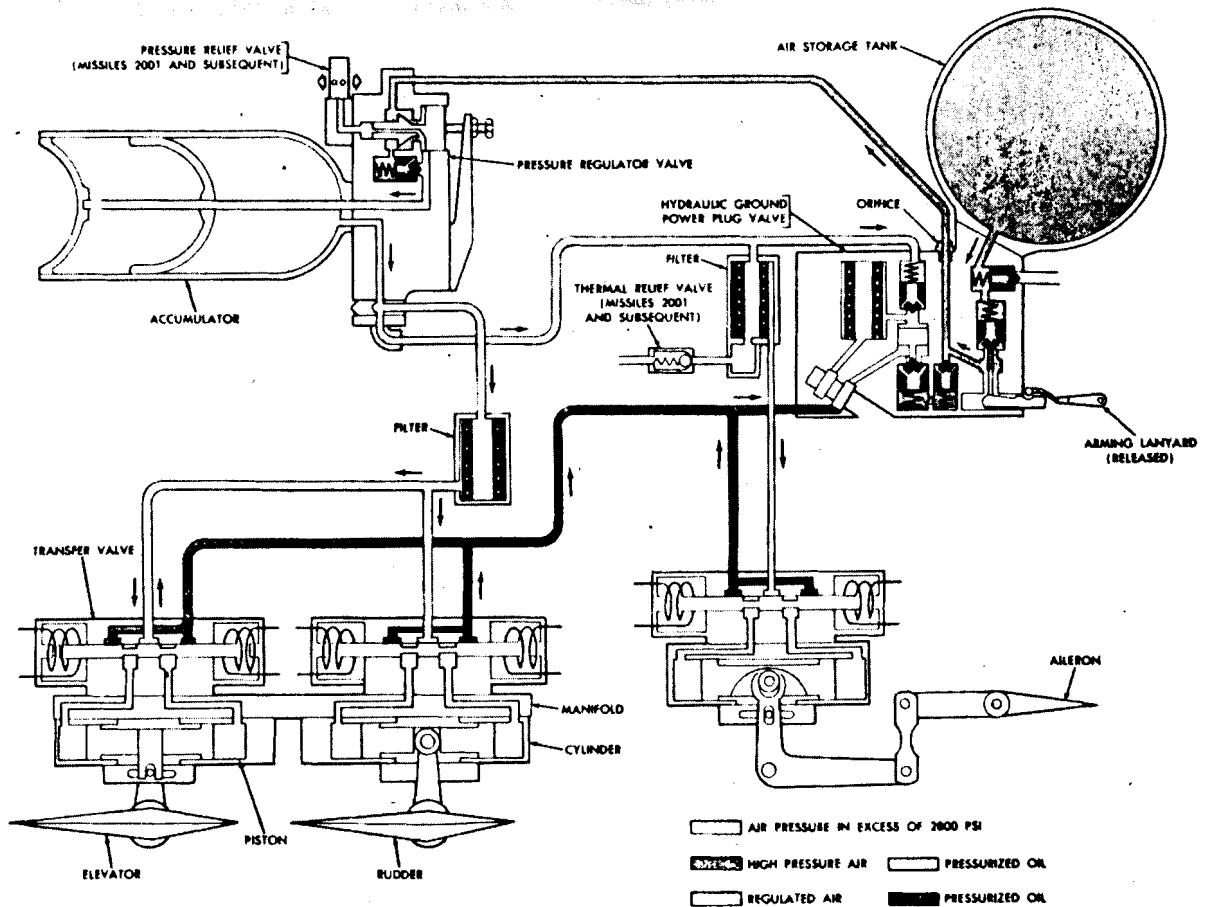 PRESSURE RELIEF VALVE
(MISSILES 2001 AND SUBSEQUENT)
AIR STORAGE TANK
PRESSURE REGULATOR VALVE
HYDRAULIC GROUND
POWER PLUG VALVE
ORIFICE
FILTER
THERMAL RELIEF VALVE
(MISSILES 2001
AND SUBSEQUENT)
ACCUMULATOR
FILTER
ARMING LANYARD
(RELEASED)
TRANSFER VALVE
AILERON
MANIFOLD
CYLINDER
PISTON
ELEVATOR
RUDDER
AIR PRESSURE IN EXCESS OF 2800 PSI
HIGH PRESSURE AIR
PRESSURIZED OIL
REGULATED AIR
PRESSURIZED OIL